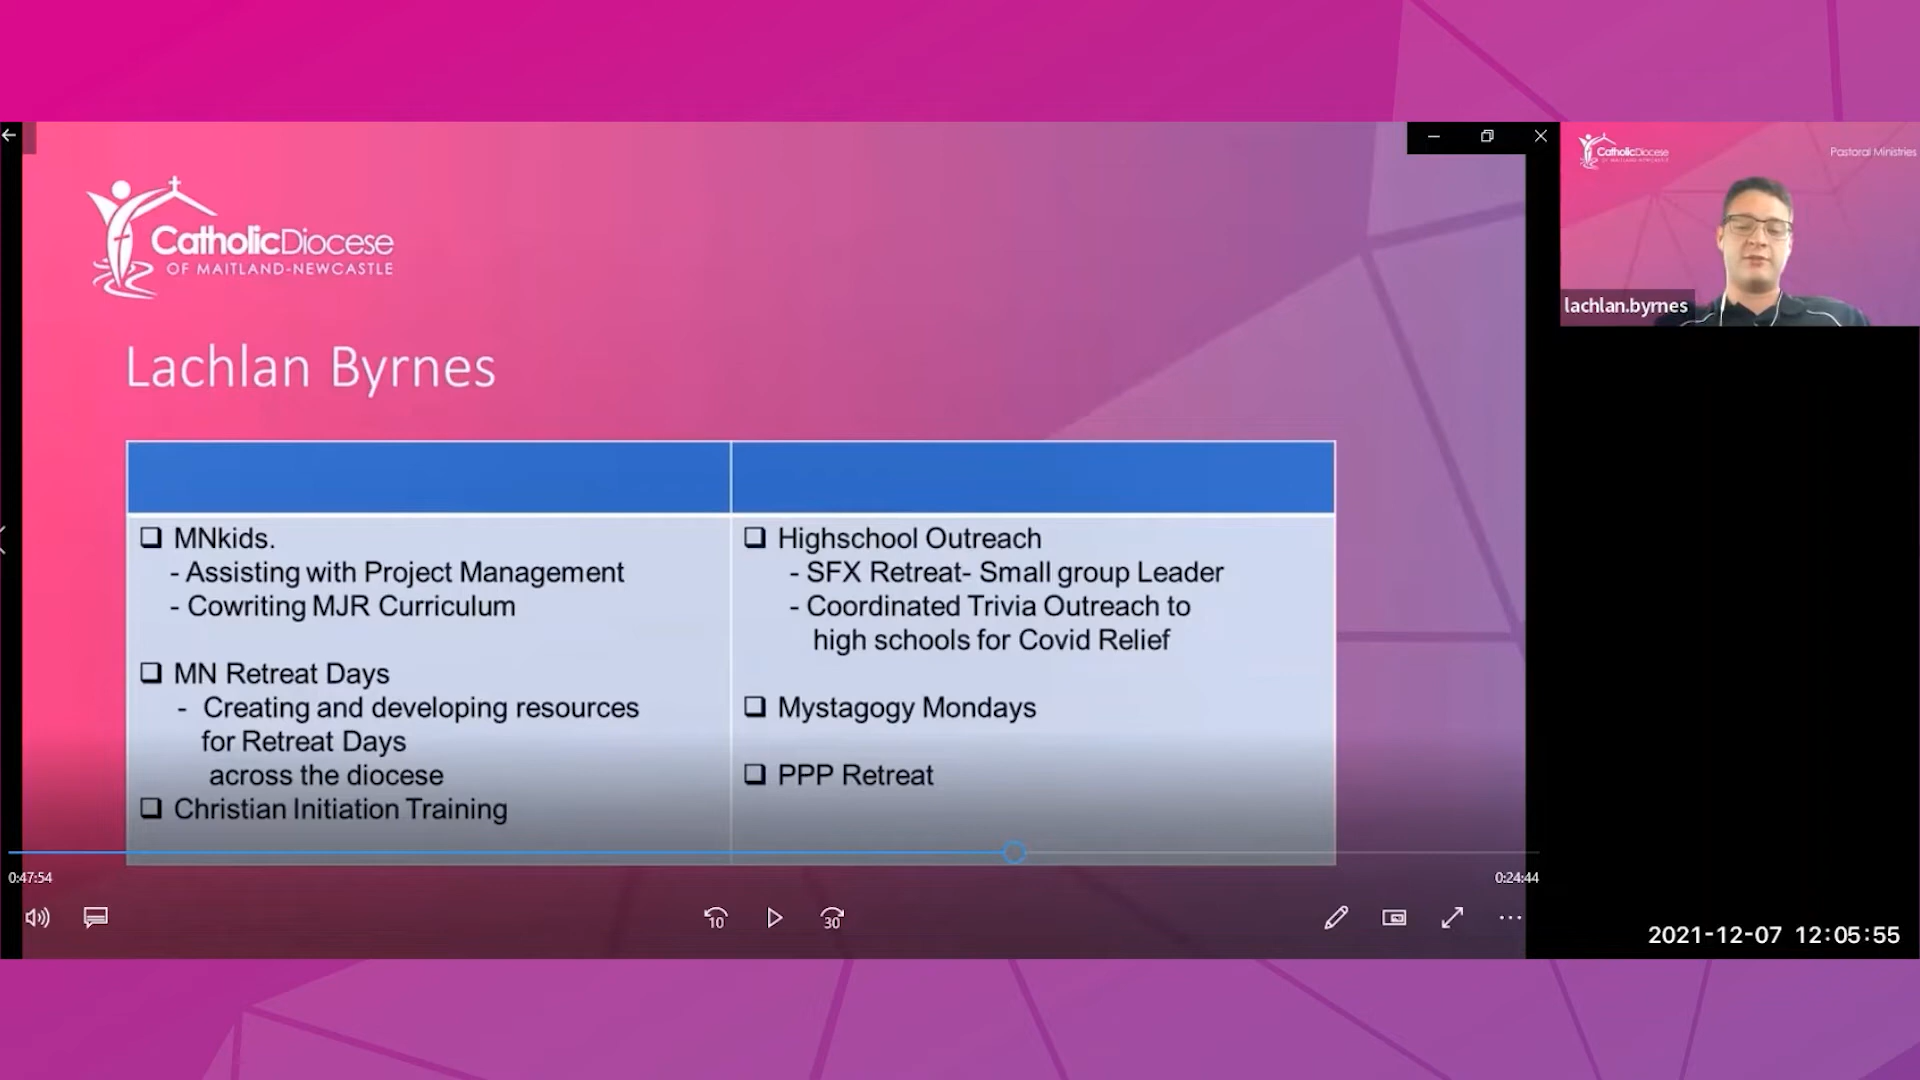 CatholicDiocese
OF MAITLAND-NEWCASTLE
Lachlan Byrnes
MNkids.
- Assisting with Project Management
- Cowriting MJR Curriculum
MN Retreat Days
- Creating and developing resources
for Retreat Days
across the diocese
Christian Initiation Training
Highschool Outreach
- SFX Retreat- Small group Leader
- Coordinated Trivia Outreach to
high schools for Covid Relief
Mystagogy Mondays
PPP Retreat
0:47:54
0:24:44
10
30
CatholicDiocese
OF MAITLAND-NEWCASTLE
Pastoral Ministries
lachlan.byrnes
2021-12-07 12:05:55